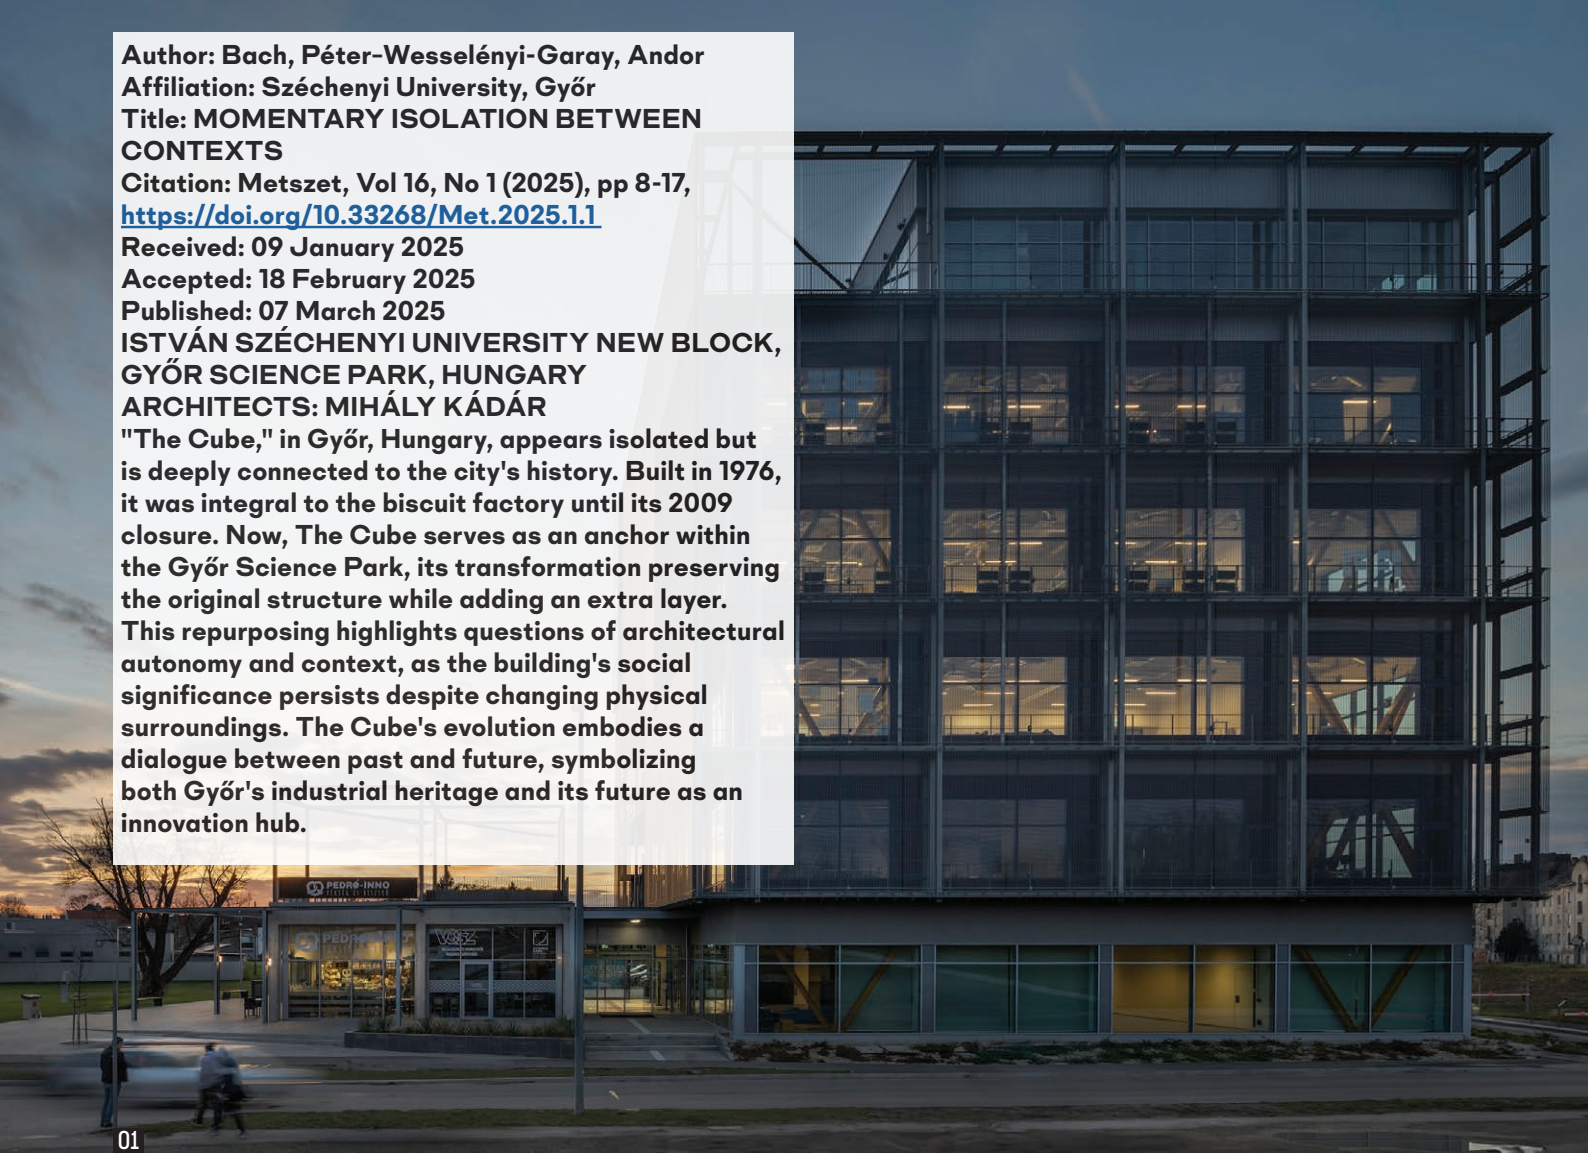 Author: Bach, Péter–Wesselényi-Garay, Andor
Affiliation: Széchenyi University, Győr
Title: MOMENTARY ISOLATION BETWEEN
CONTEXTS
Citation: Metszet, Vol 16, No 1 (2025), pp 8-17,
https://doi.org/10.33268/Met.2025.1.1
Received: 09 January 2025
Accepted: 18 February 2025
Published: 07 March 2025
ISTVÁN SZÉCHENYI UNIVERSITY NEW BLOCK,
GYŐR SCIENCE PARK, HUNGARY
ARCHITECTS: MIHÁLY KÁDÁR
"The Cube," in Győr, Hungary, appears isolated but
is deeply connected to the city's history. Built in 1976,
it was integral to the biscuit factory until its 2009
closure. Now, The Cube serves as an anchor within
the Győr Science Park, its transformation preserving
the original structure while adding an extra layer.
This repurposing highlights questions of architectural
autonomy and context, as the building's social
significance persists despite changing physical
surroundings. The Cube's evolution embodies a
dialogue between past and future, symbolizing
both Győr's industrial heritage and its future as an
innovation hub.
PEDRO-INNO
PEDR
VOSZ
01